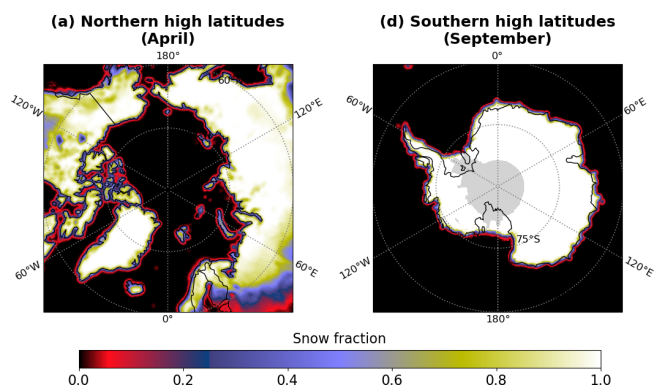 (a) Northern high latitudes
(April)
180°
60°N
120°W
120°E
60°W
60°E
0°
(d) Southern high latitudes
(September)
0°
60°W
60°E
75°S
120°W
120°E
180°
Snow fraction
0.0 0.2 0.4 0.6 0.8 1.0